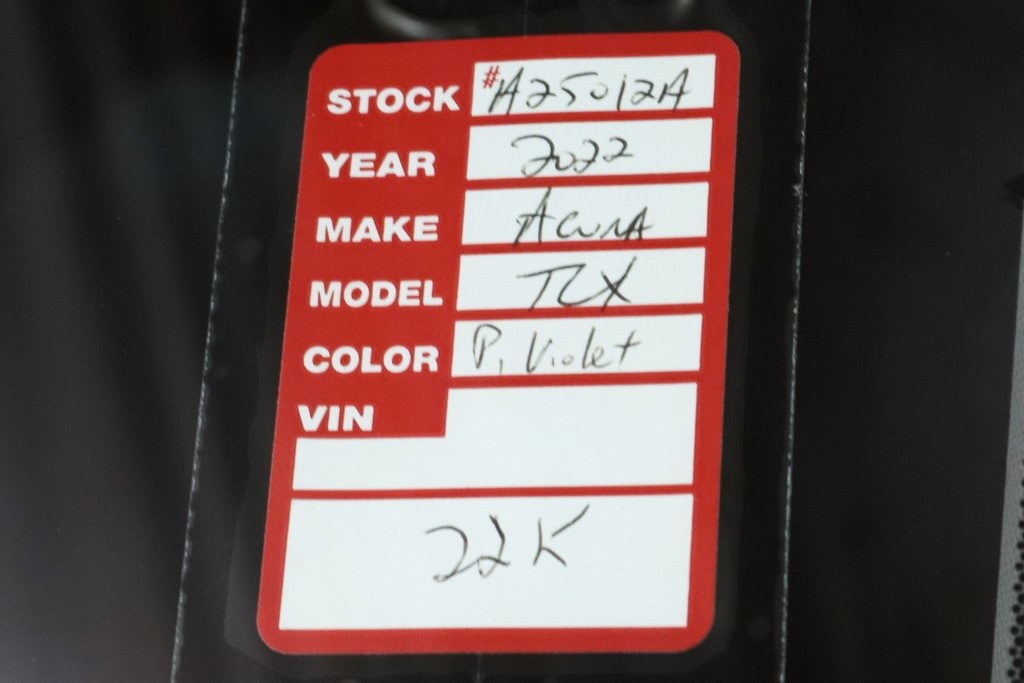 STOCK #A25012A
YEAR 2022
MAKE Acura
MODEL TLX
COLOR P. Violet
VIN
22K